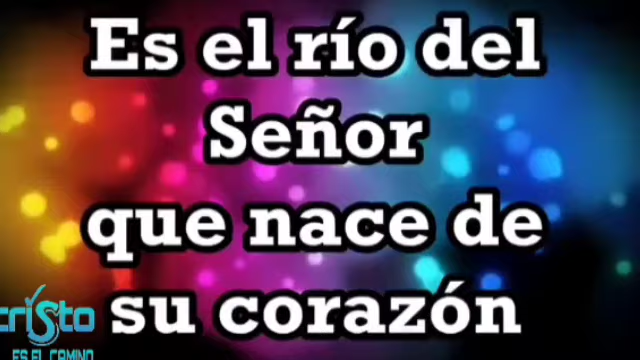 Es el río del
Señor
que nace de
su corazón
cristo
ES EL CAMINO